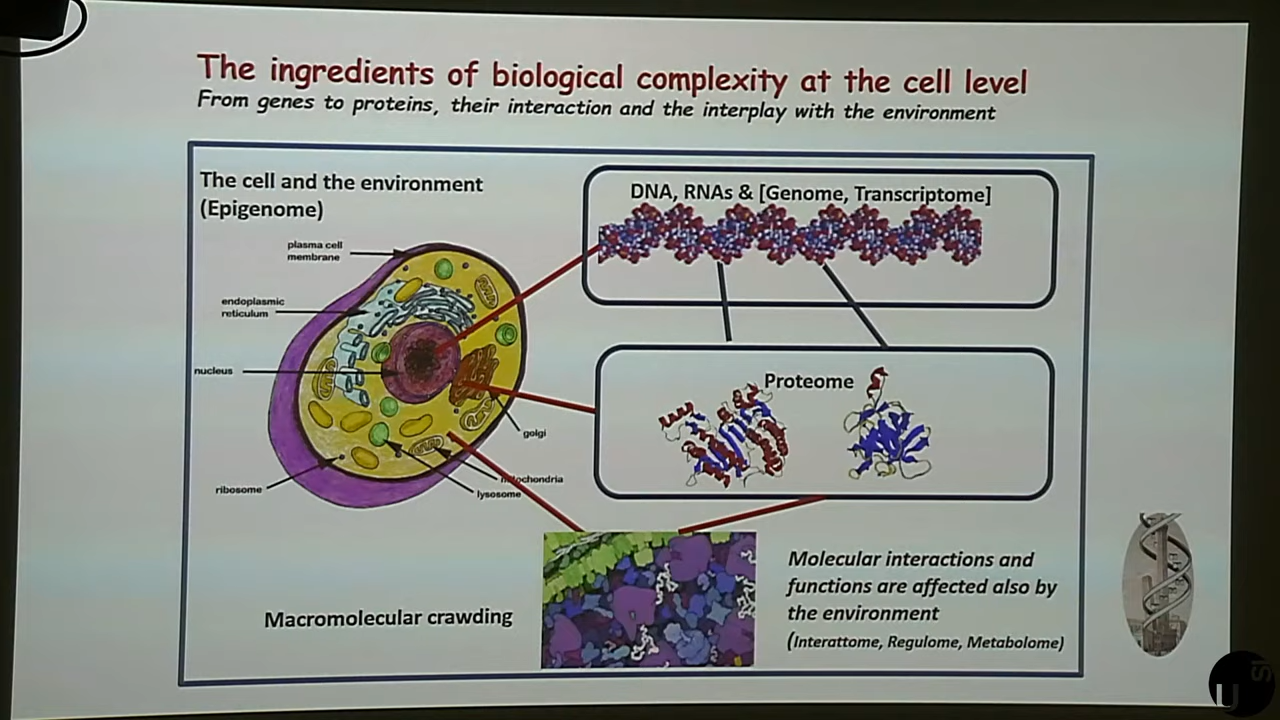 The ingredients of biological complexity at the cell level
From genes to proteins, their interaction and the interplay with the environment
The cell and the environment
(Epigenome)
DNA, RNAs & [Genome, Transcriptome]
plasma cell
membrane
endoplasmic
reticulum
nucleus
Proteome
golgi
mitochondria
ribosome
lysosome
Molecular interactions and
functions are affected also by
the environment
(Interattome, Regulome, Metabolome)
Macromolecular crawding
U
SI